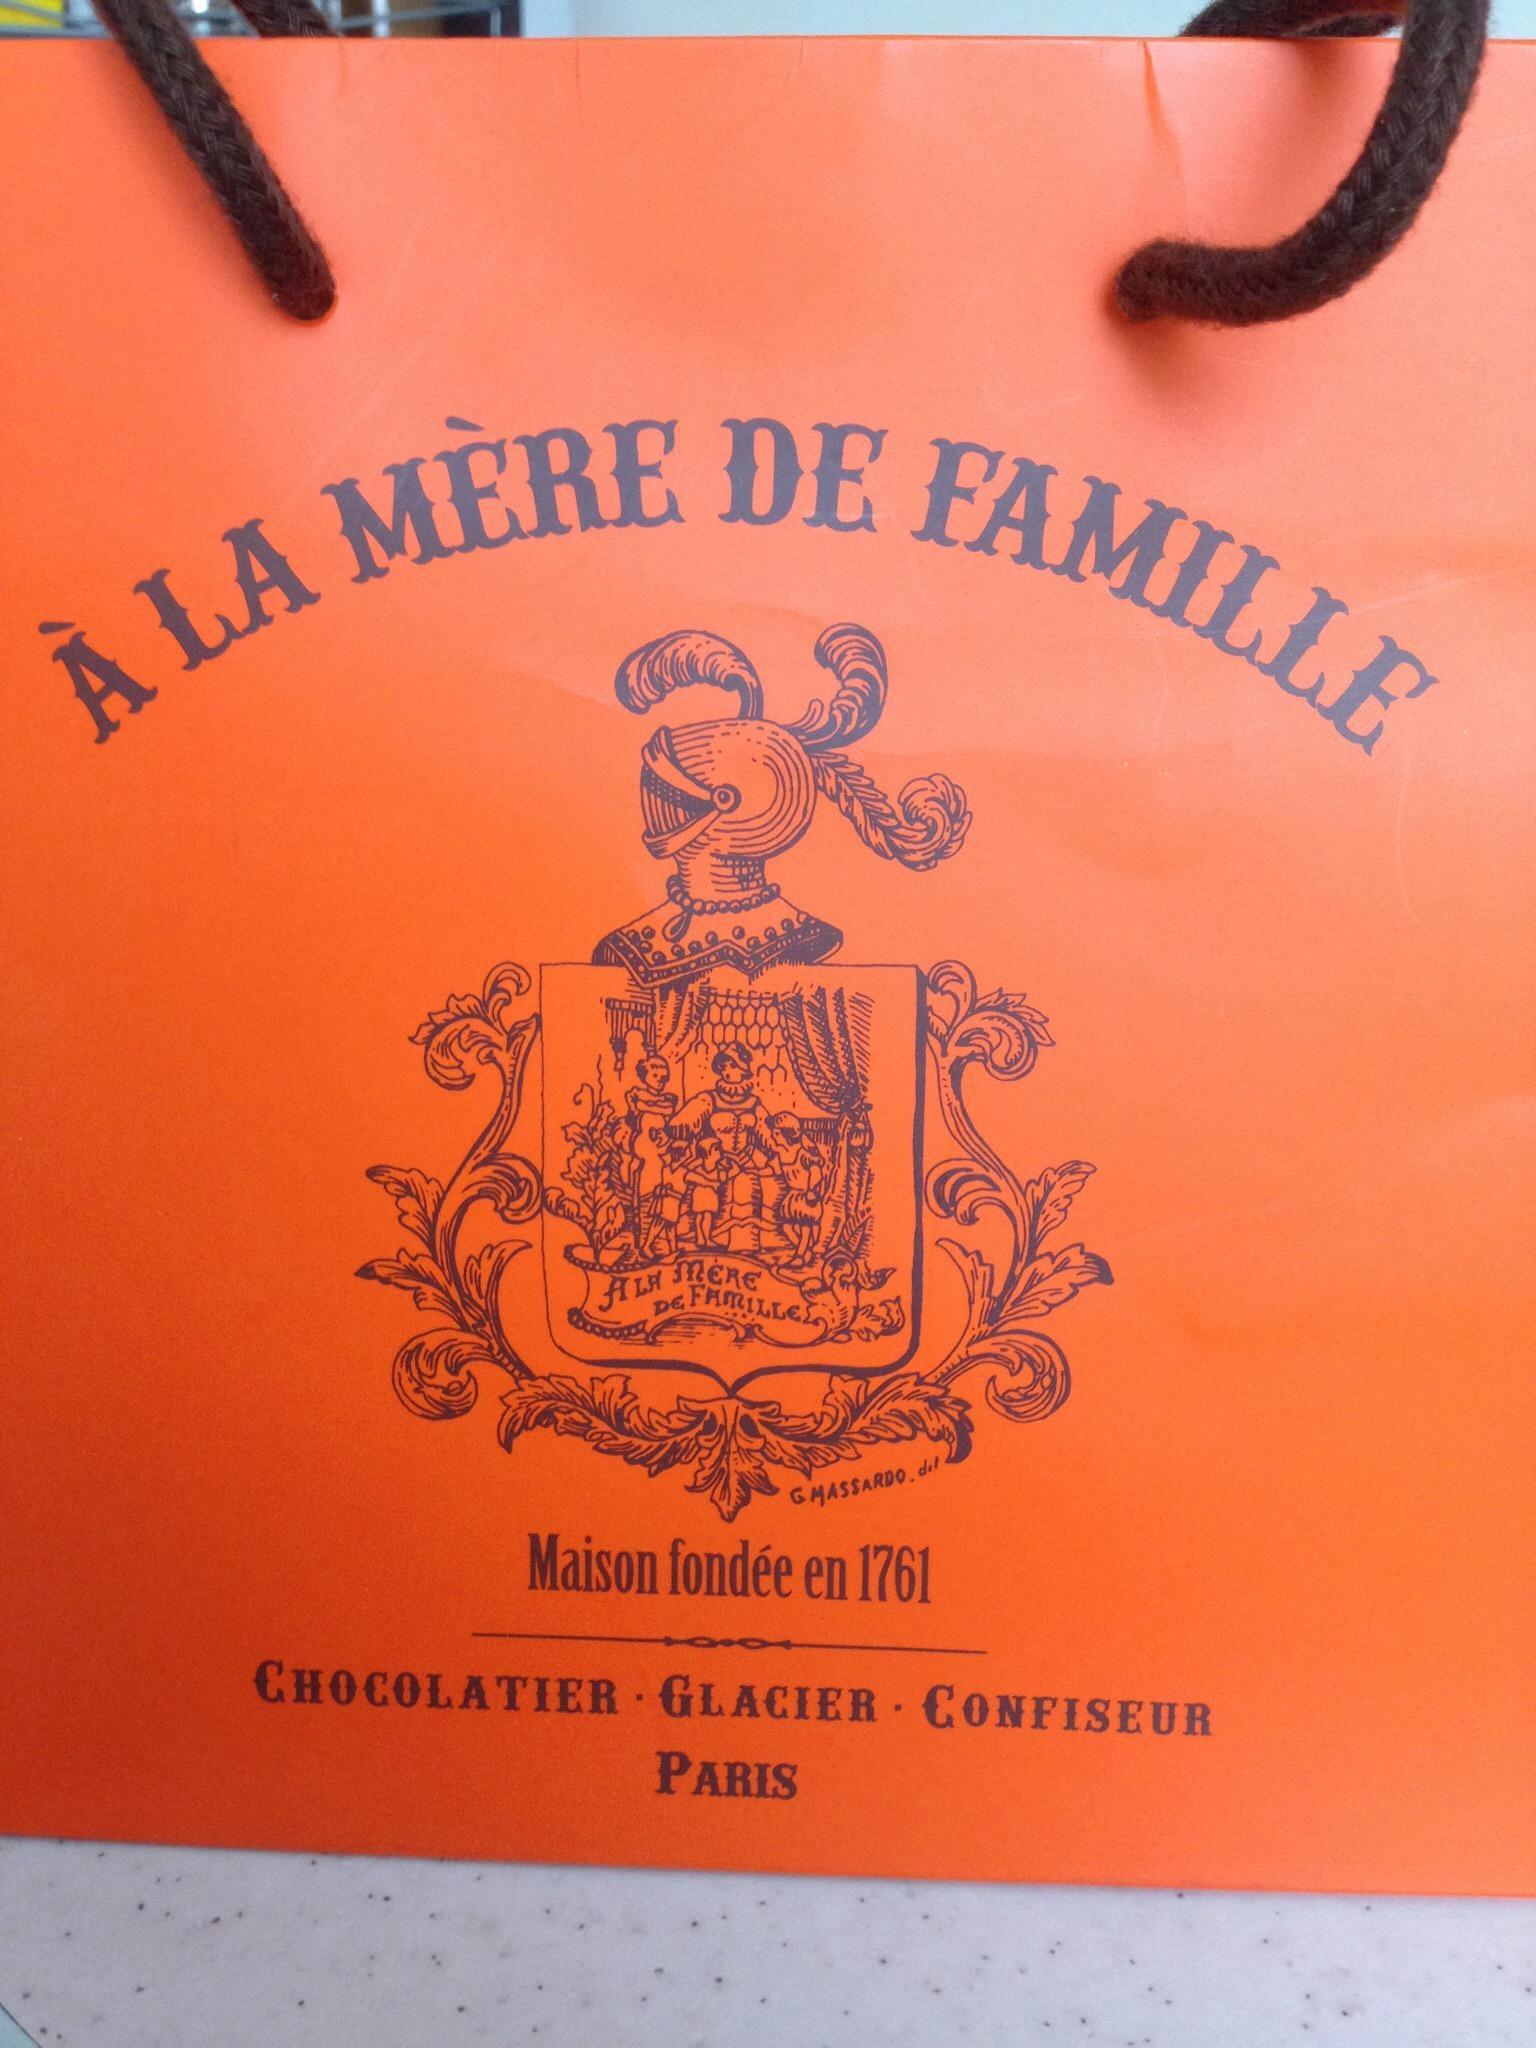 À LA MÈRE DE FAMILLE
A LA MÈRE
DE FAMILLE
G MASSARDO. del
Maison fondée en 1761
CHOCOLATIER · GLACIER · CONFISEUR
PARIS